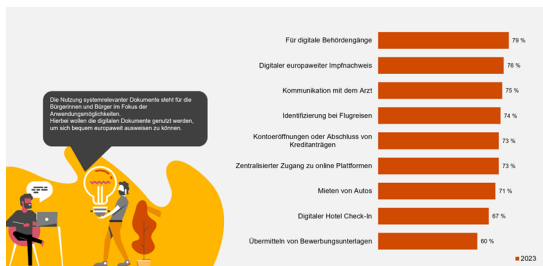 Die Nutzung systemrelevanter Dokumente steht für die
Bürgerinnen und Bürger im Fokus der
Anwendungsmöglichkeiten.
Hierbei wollen die digitalen Dokumente genutzt werden,
um sich bequem europaweit ausweisen zu können.
Für digitale Behördengänge 79 %
Digitaler europaweiter Impfnachweis 76 %
Kommunikation mit dem Arzt 75 %
Identifizierung bei Flugreisen 74 %
Kontoeröffnungen oder Abschluss von
Kreditanträgen 73 %
Zentralisierter Zugang zu online Plattformen 73 %
Mieten von Autos 71 %
Digitaler Hotel Check-In 67 %
Übermitteln von Bewerbungsunterlagen 60 %
2023